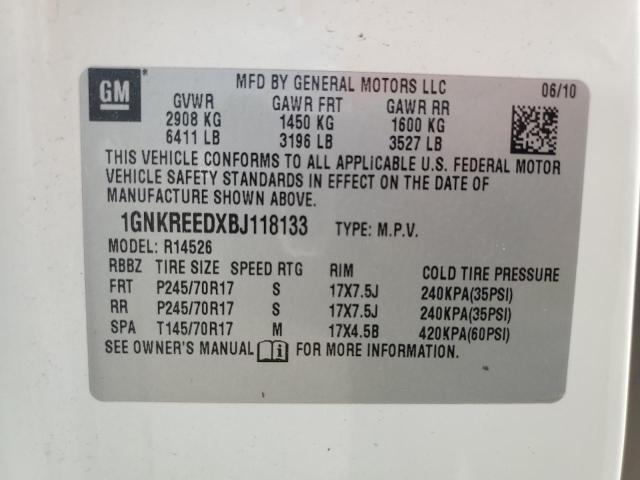 GM
MFD BY GENERAL MOTORS LLC 06/10
GVWR GAWR FRT GAWR RR
2908 KG 1450 KG 1600 KG
6411 LB 3196 LB 3527 LB
THIS VEHICLE CONFORMS TO ALL APPLICABLE U.S. FEDERAL MOTOR
VEHICLE SAFETY STANDARDS IN EFFECT ON THE DATE OF
MANUFACTURE SHOWN ABOVE.
1GNKREEDXBJ118133 TYPE: M.P.V.
MODEL: R14526
RBBZ TIRE SIZE SPEED RTG RIM COLD TIRE PRESSURE
FRT P245/70R17 S 17X7.5J 240KPA(35PSI)
RR P245/70R17 S 17X7.5J 240KPA(35PSI)
SPA T145/70R17 M 17X4.5B 420KPA(60PSI)
SEE OWNER'S MANUAL i FOR MORE INFORMATION.